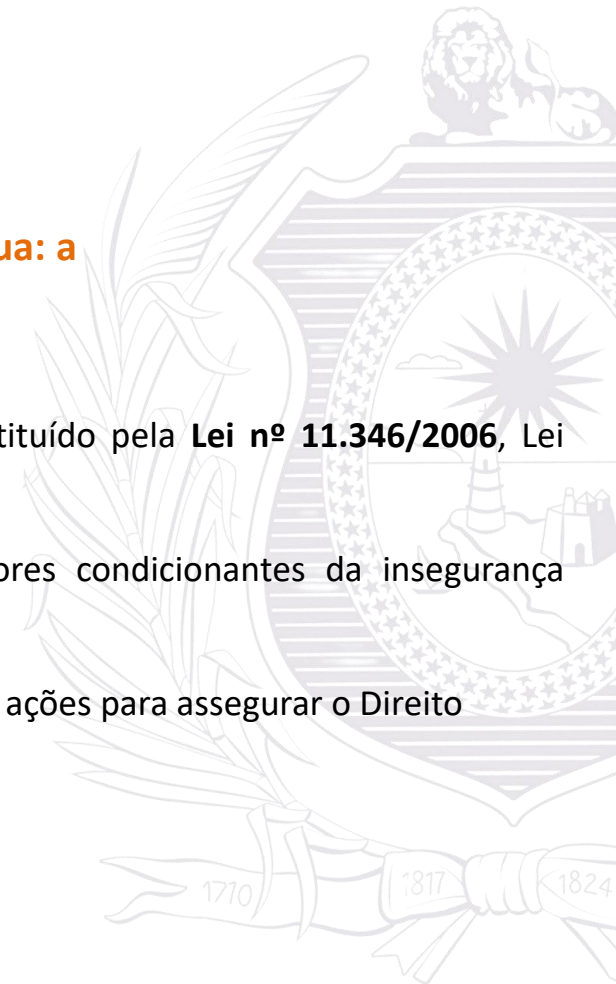 ua: a
tituído pela Lei nº 11.346/2006, Lei
ores condicionantes da insegurança
ações para assegurar o Direito
1710
1817
1824